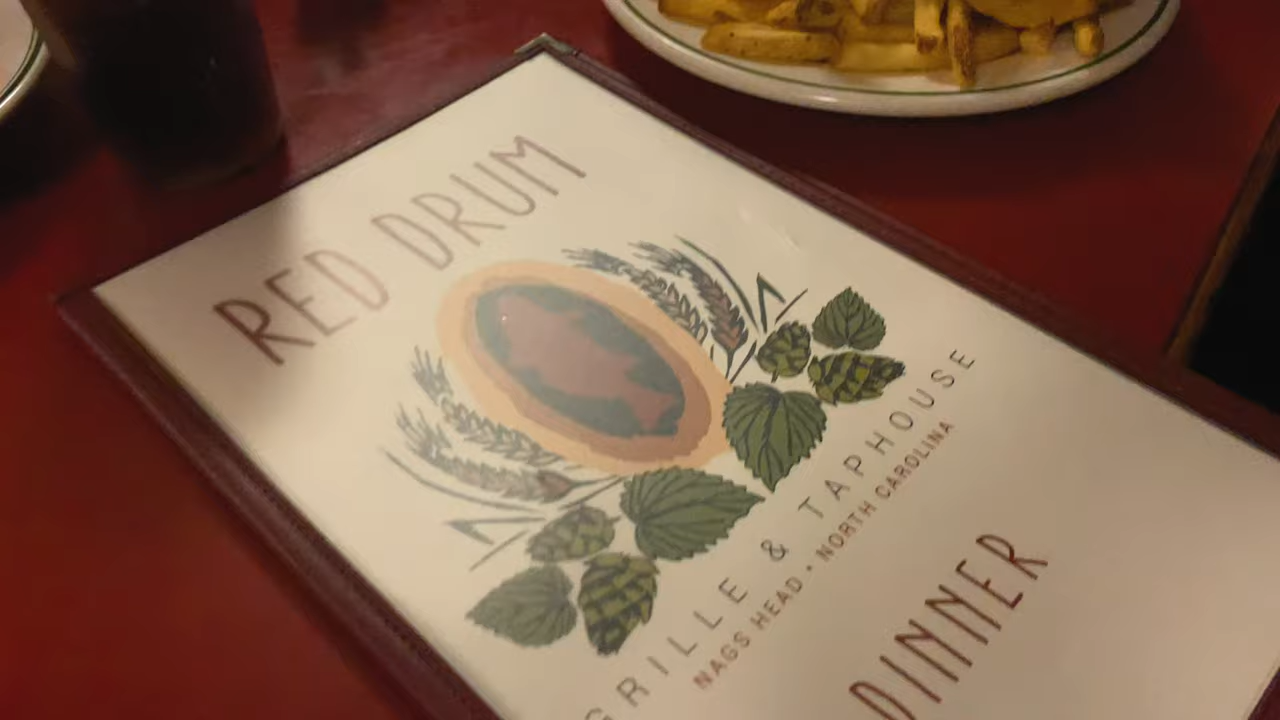 RED DRUM
GRILLE & TAPHOUSE
NAGS HEAD • NORTH CAROLINA
DINNER